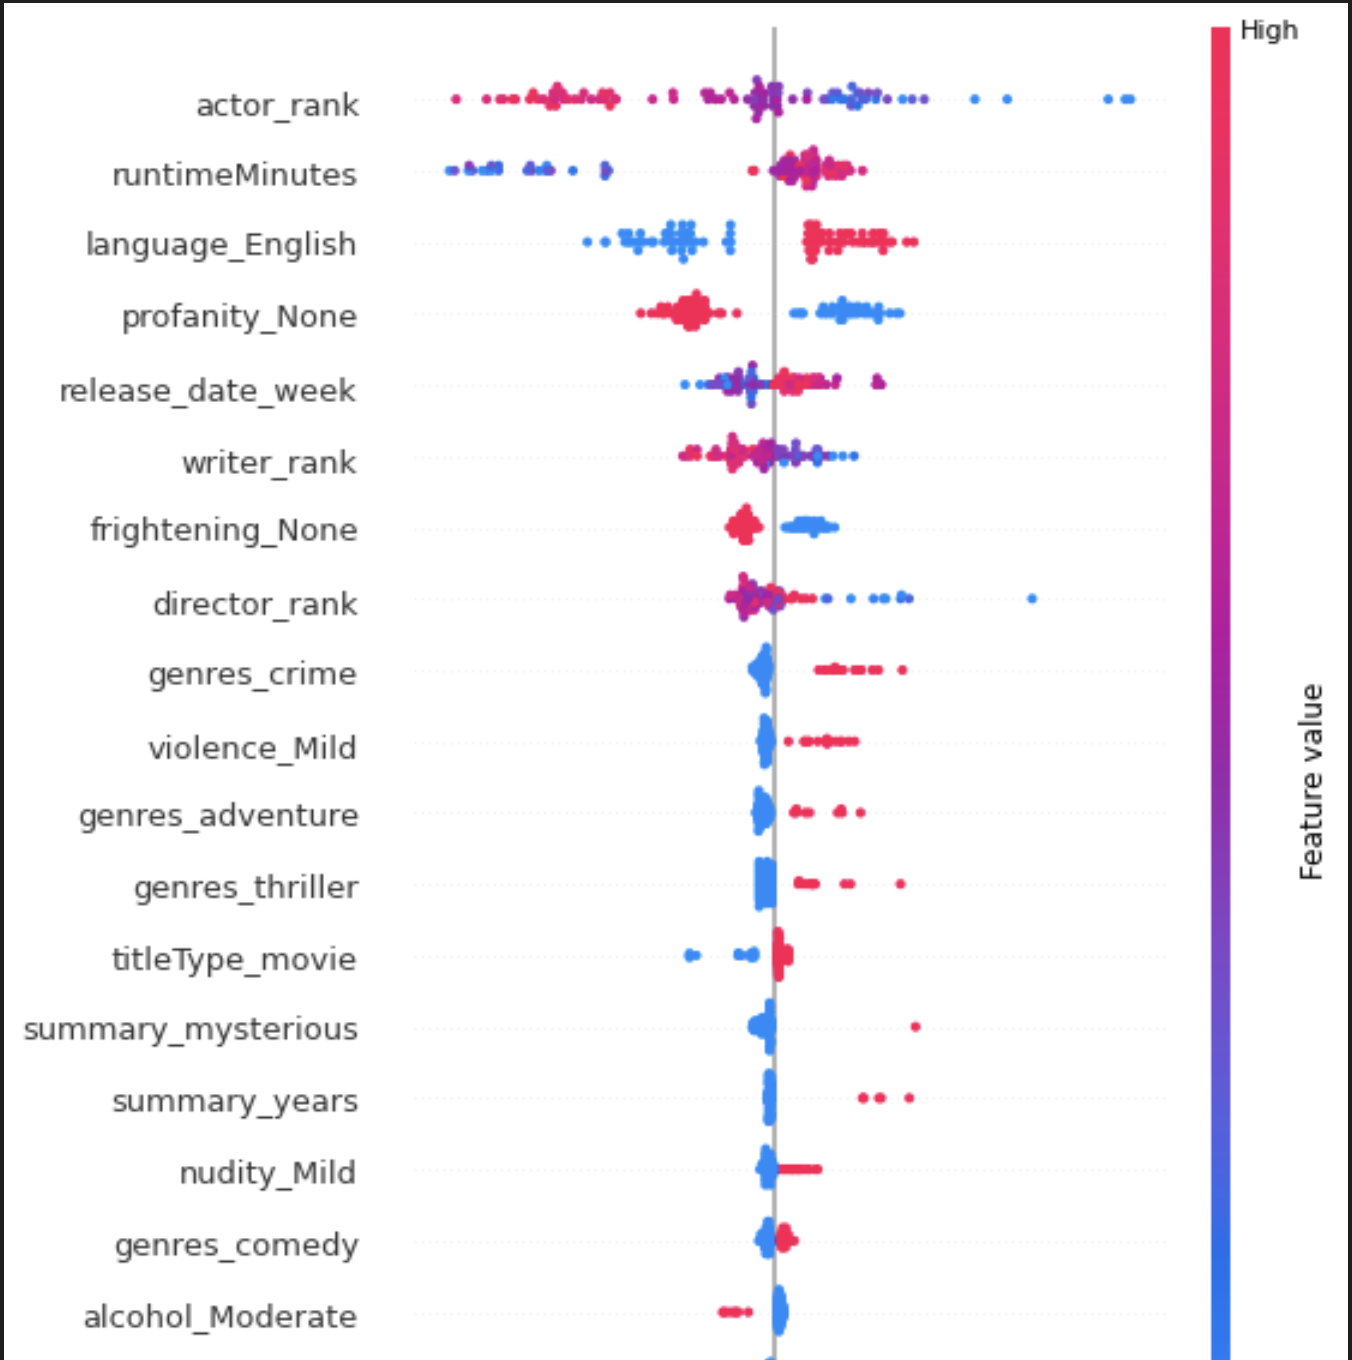 High
actor_rank
runtimeMinutes
language_English
profanity_None
release_date_week
writer_rank
frightening_None
director_rank
genres_crime
violence_Mild
genres_adventure
genres_thriller
titleType_movie
summary_mysterious
summary_years
nudity_Mild
genres_comedy
alcohol_Moderate
Feature value